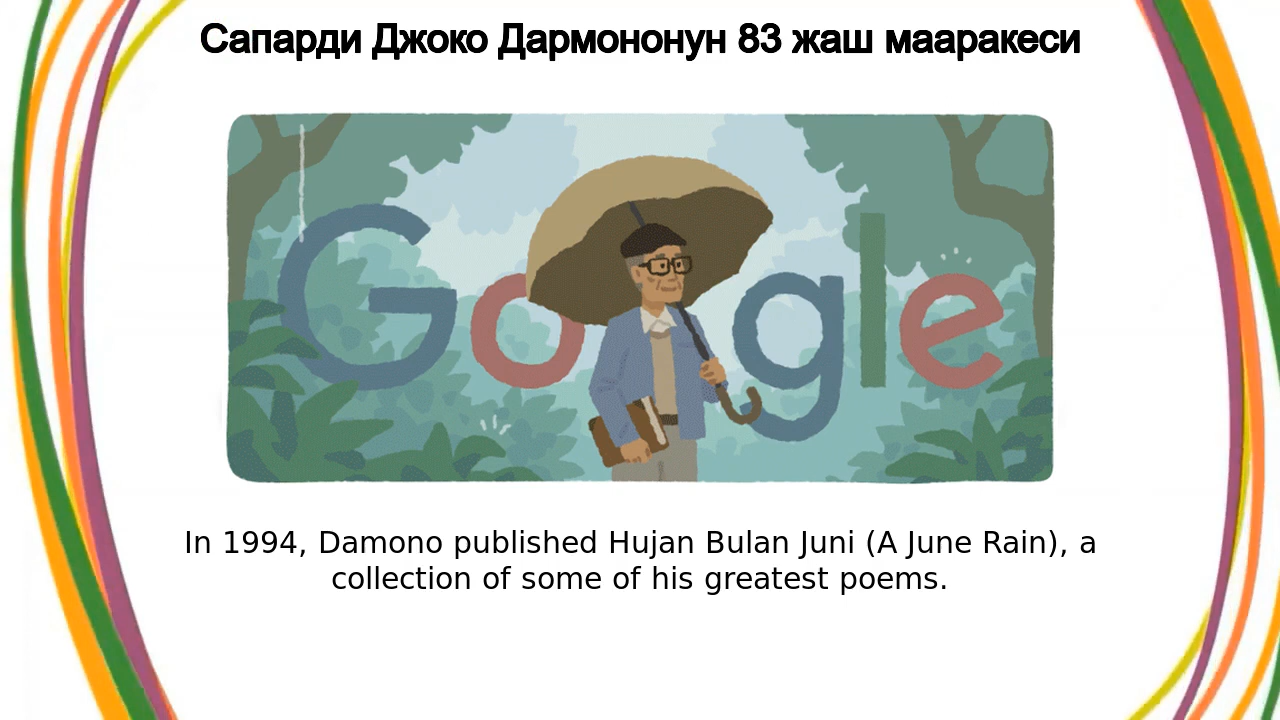 Сапарди Джоко Дармононун 83 жаш мааракеси
Google
In 1994, Damono published Hujan Bulan Juni (A June Rain), a
collection of some of his greatest poems.